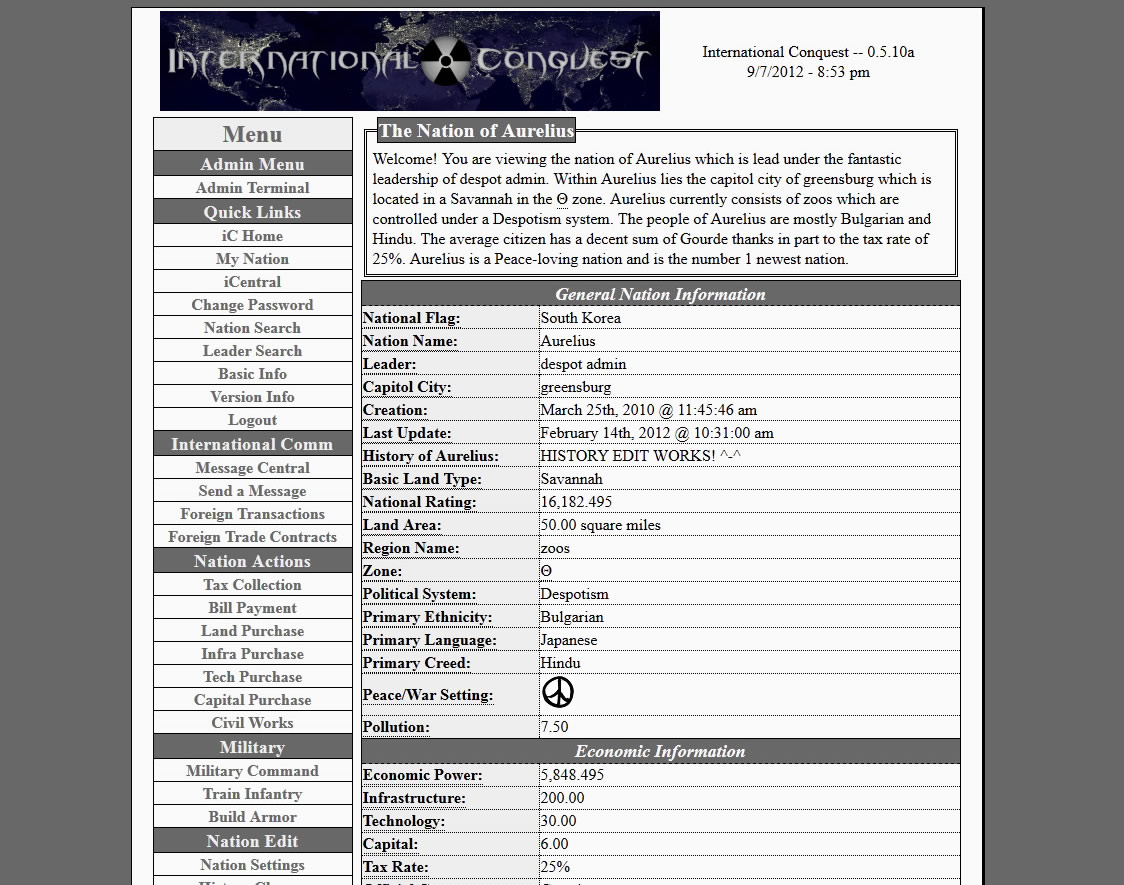 International Conquest
International Conquest -- 0.5.10a
9/7/2012 - 8:53 pm
Menu
Admin Menu
Admin Terminal
Quick Links
iC Home
My Nation
iCentral
Change Password
Nation Search
Leader Search
Basic Info
Version Info
Logout
International Comm
Message Central
Send a Message
Foreign Transactions
Foreign Trade Contracts
Nation Actions
Tax Collection
Bill Payment
Land Purchase
Infra Purchase
Tech Purchase
Capital Purchase
Civil Works
Military
Military Command
Train Infantry
Build Armor
Nation Edit
Nation Settings
The Nation of Aurelius
Welcome! You are viewing the nation of Aurelius which is lead under the fantastic
leadership of despot admin. Within Aurelius lies the capitol city of greensburg which is
located in a Savannah in the Θ zone. Aurelius currently consists of zoos which are
controlled under a Despotism system. The people of Aurelius are mostly Bulgarian and
Hindu. The average citizen has a decent sum of Gourde thanks in part to the tax rate of
25%. Aurelius is a Peace-loving nation and is the number 1 newest nation.
General Nation Information
National Flag: South Korea
Nation Name: Aurelius
Leader: despot admin
Capitol City: greensburg
Creation: March 25th, 2010 @ 11:45:46 am
Last Update: February 14th, 2012 @ 10:31:00 am
History of Aurelius: HISTORY EDIT WORKS! ^-^
Basic Land Type: Savannah
National Rating: 16,182.495
Land Area: 50.00 square miles
Region Name: zoos
Zone: Θ
Political System: Despotism
Primary Ethnicity: Bulgarian
Primary Language: Japanese
Primary Creed: Hindu
Peace/War Setting:
Pollution: 7.50
Economic Information
Economic Power: 5,848.495
Infrastructure: 200.00
Technology: 30.00
Capital: 6.00
Tax Rate: 25%